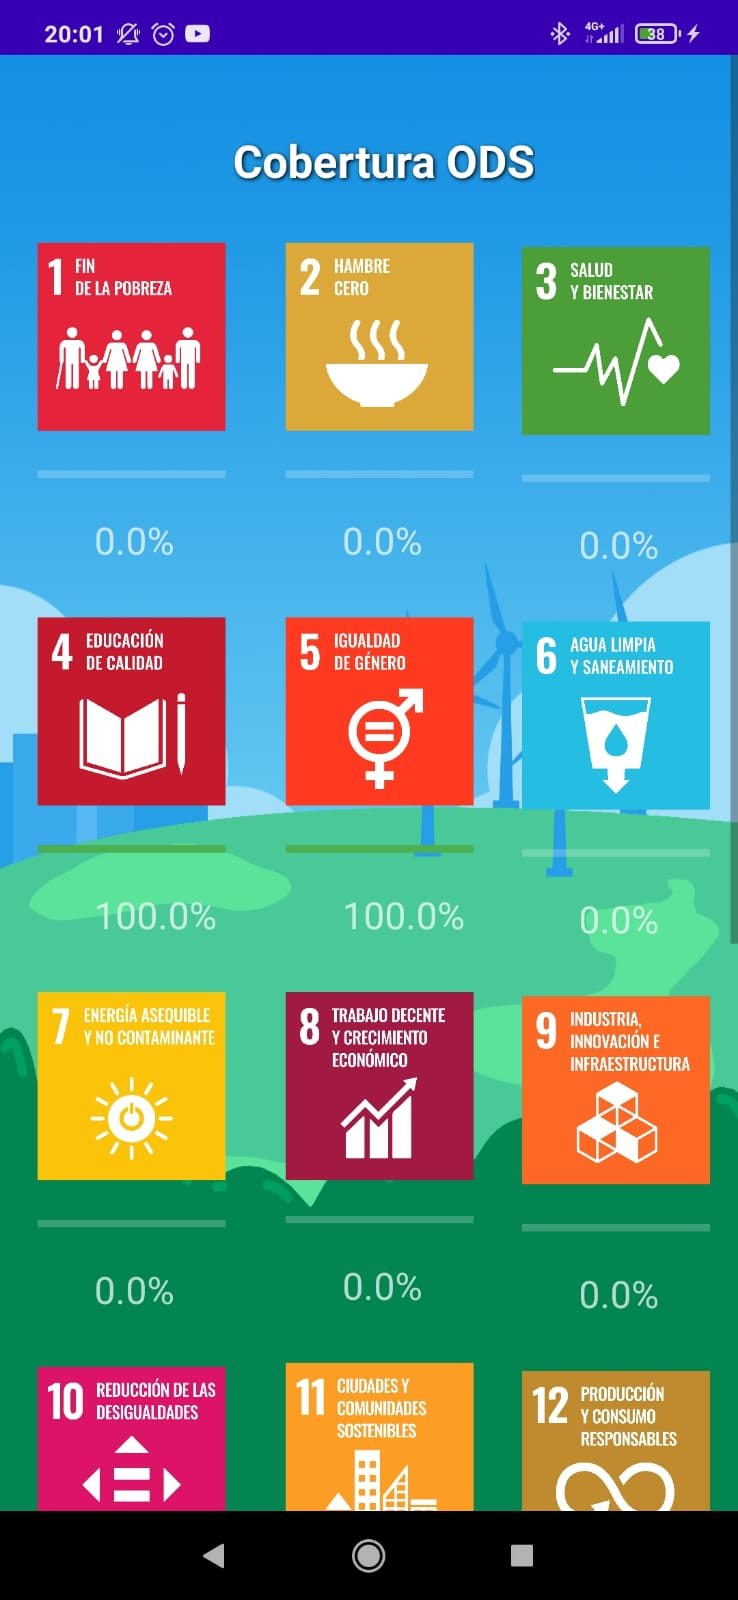 20:01
4G+
38
Cobertura ODS
1 FIN
DE LA POBREZA
2 HAMBRE
CERO
3 SALUD
Y BIENESTAR
0.0%
0.0%
0.0%
4 EDUCACIÓN
DE CALIDAD
5 IGUALDAD
DE GÉNERO
6 AGUA LIMPIA
Y SANEAMIENTO
100.0%
100.0%
0.0%
7 ENERGÍA ASEQUIBLE
Y NO CONTAMINANTE
8 TRABAJO DECENTE
Y CRECIMIENTO
ECONÓMICO
9 INDUSTRIA,
INNOVACIÓN E
INFRAESTRUCTURA
0.0%
0.0%
0.0%
10 REDUCCIÓN DE LAS
DESIGUALDADES
11 CIUDADES Y
COMUNIDADES
SOSTENIBLES
12 PRODUCCIÓN
Y CONSUMO
RESPONSABLES